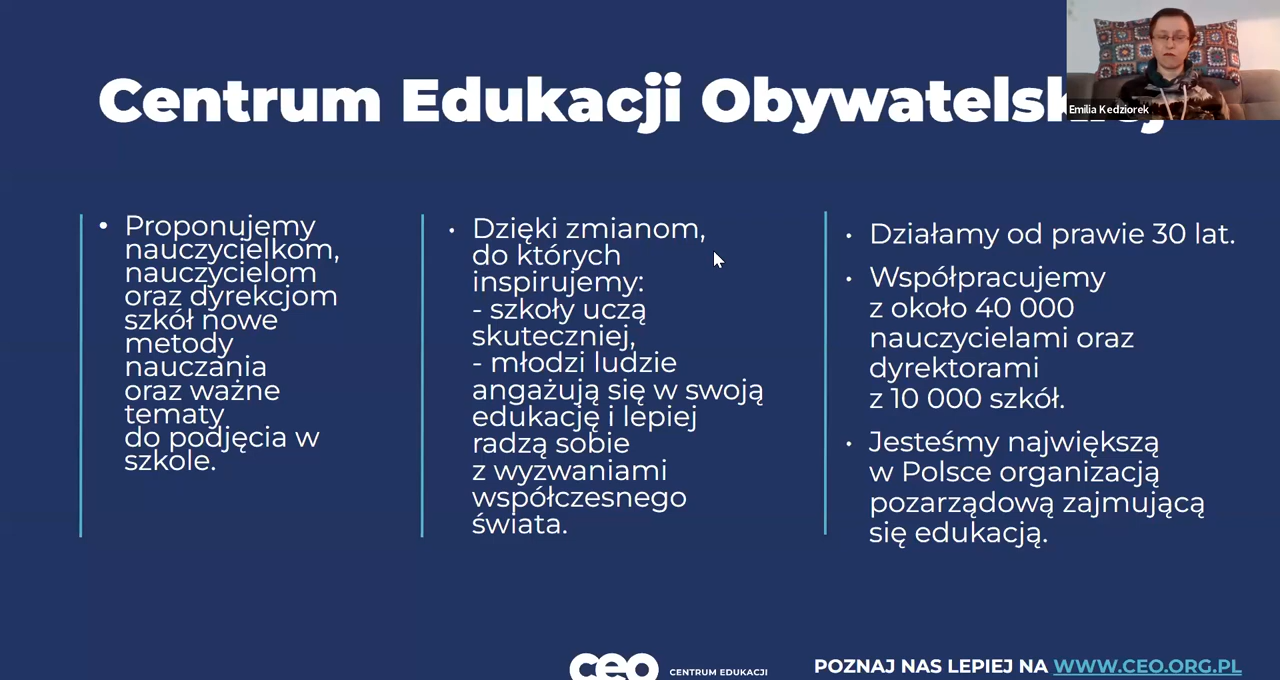 Centrum Edukacji Obywatelskiej
Emilia Kedziorek
• Proponujemy
nauczycielkom,
nauczycielom
oraz dyrekcjom
szkół nowe
metody
nauczania
oraz ważne
tematy
do podjęcia w
szkole.
• Dzięki zmianom,
do których
inspirujemy:
- szkoły uczą
skuteczniej,
- młodzi ludzie
angażują się w swoją
edukację i lepiej
radzą sobie
z wyzwaniami
współczesnego
świata.
• Działamy od prawie 30 lat.
• Współpracujemy
z około 40 000
nauczycielami oraz
dyrektorami
z 10 000 szkół.
• Jesteśmy największą
w Polsce organizacją
pozarządową zajmującą
się edukacją.
ceo
CENTRUM EDUKACJI
POZNAJ NAS LEPIEJ NA WWW.CEO.ORG.PL